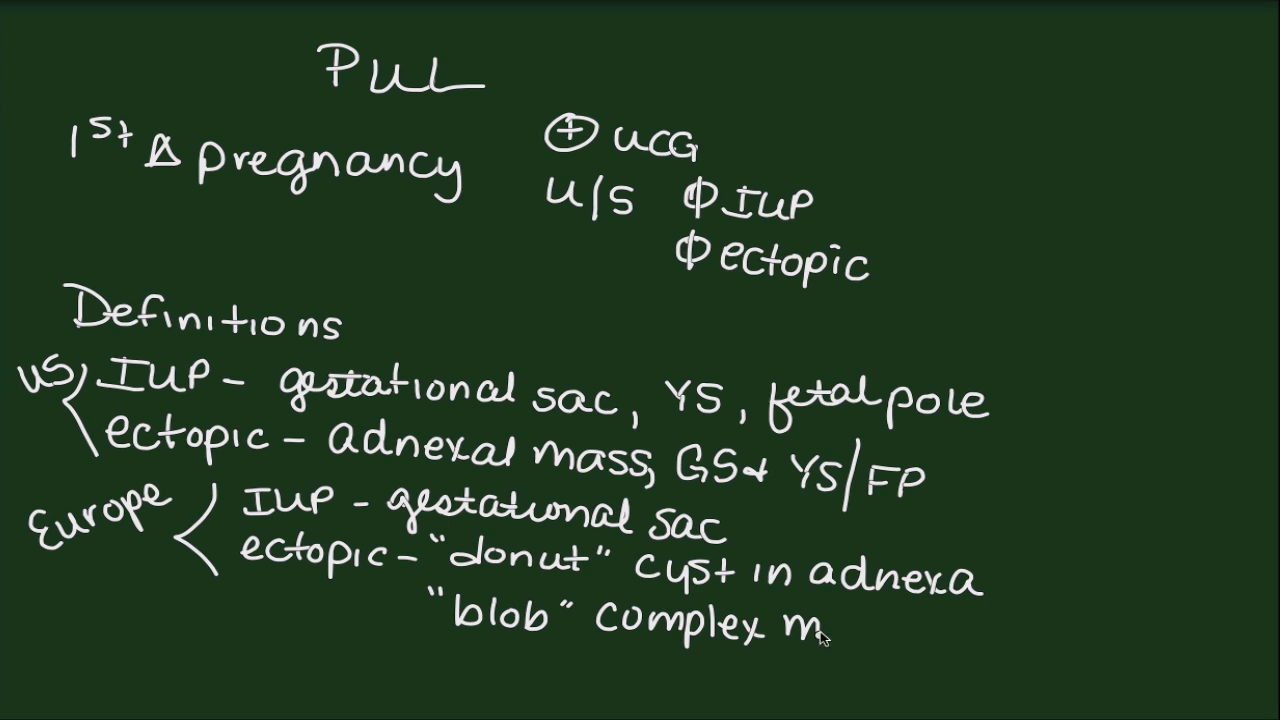 PUL
1st Δ pregnancy
⊕ UCG
U/S Φ IUP
Φ ectopic
Definitions
US IUP - gestational sac, YS, fetal pole
ectopic - adnexal mass, GS+ YS/FP
Europe IUP - gestational sac
ectopic - "donut" cyst in adnexa
"blob" complex m